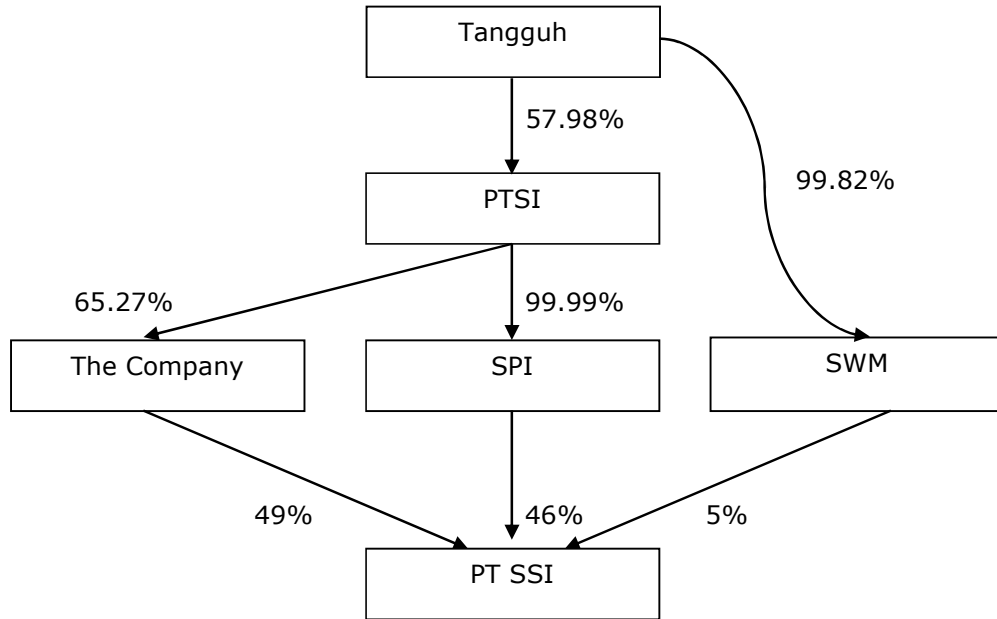 Tangguh
57.98%
99.82%
PTSI
65.27%
99.99%
The Company
SPI
SWM
49%
46%
5%
PT SSI